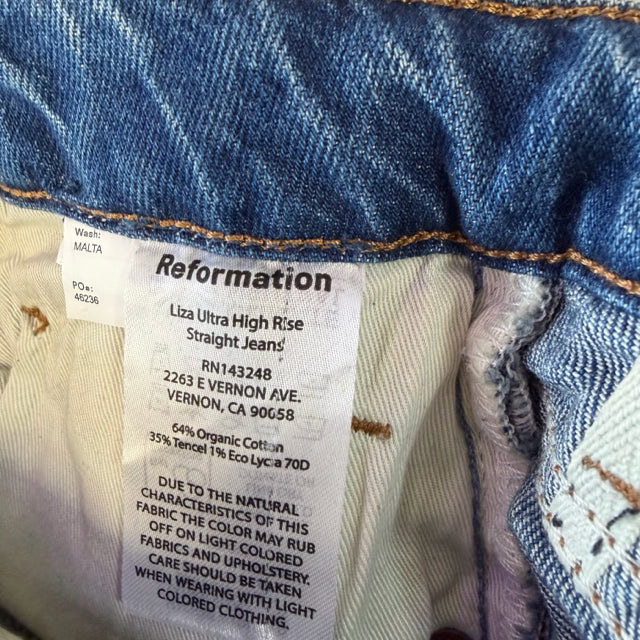 Wash:
MALTA
PO#:
46236
Reformation
Liza Ultra High Rise
Straight Jeans
RN143248
2263 E VERNON AVE.
VERNON, CA 90058
64% Organic Cotton
35% Tencel 1% Eco Lycra 70D
DUE TO THE NATURAL
CHARACTERISTICS OF THIS
FABRIC THE COLOR MAY RUB
OFF ON LIGHT COLORED
FABRICS AND UPHOLSTERY.
CARE SHOULD BE TAKEN
WHEN WEARING WITH LIGHT
COLORED CLOTHING.